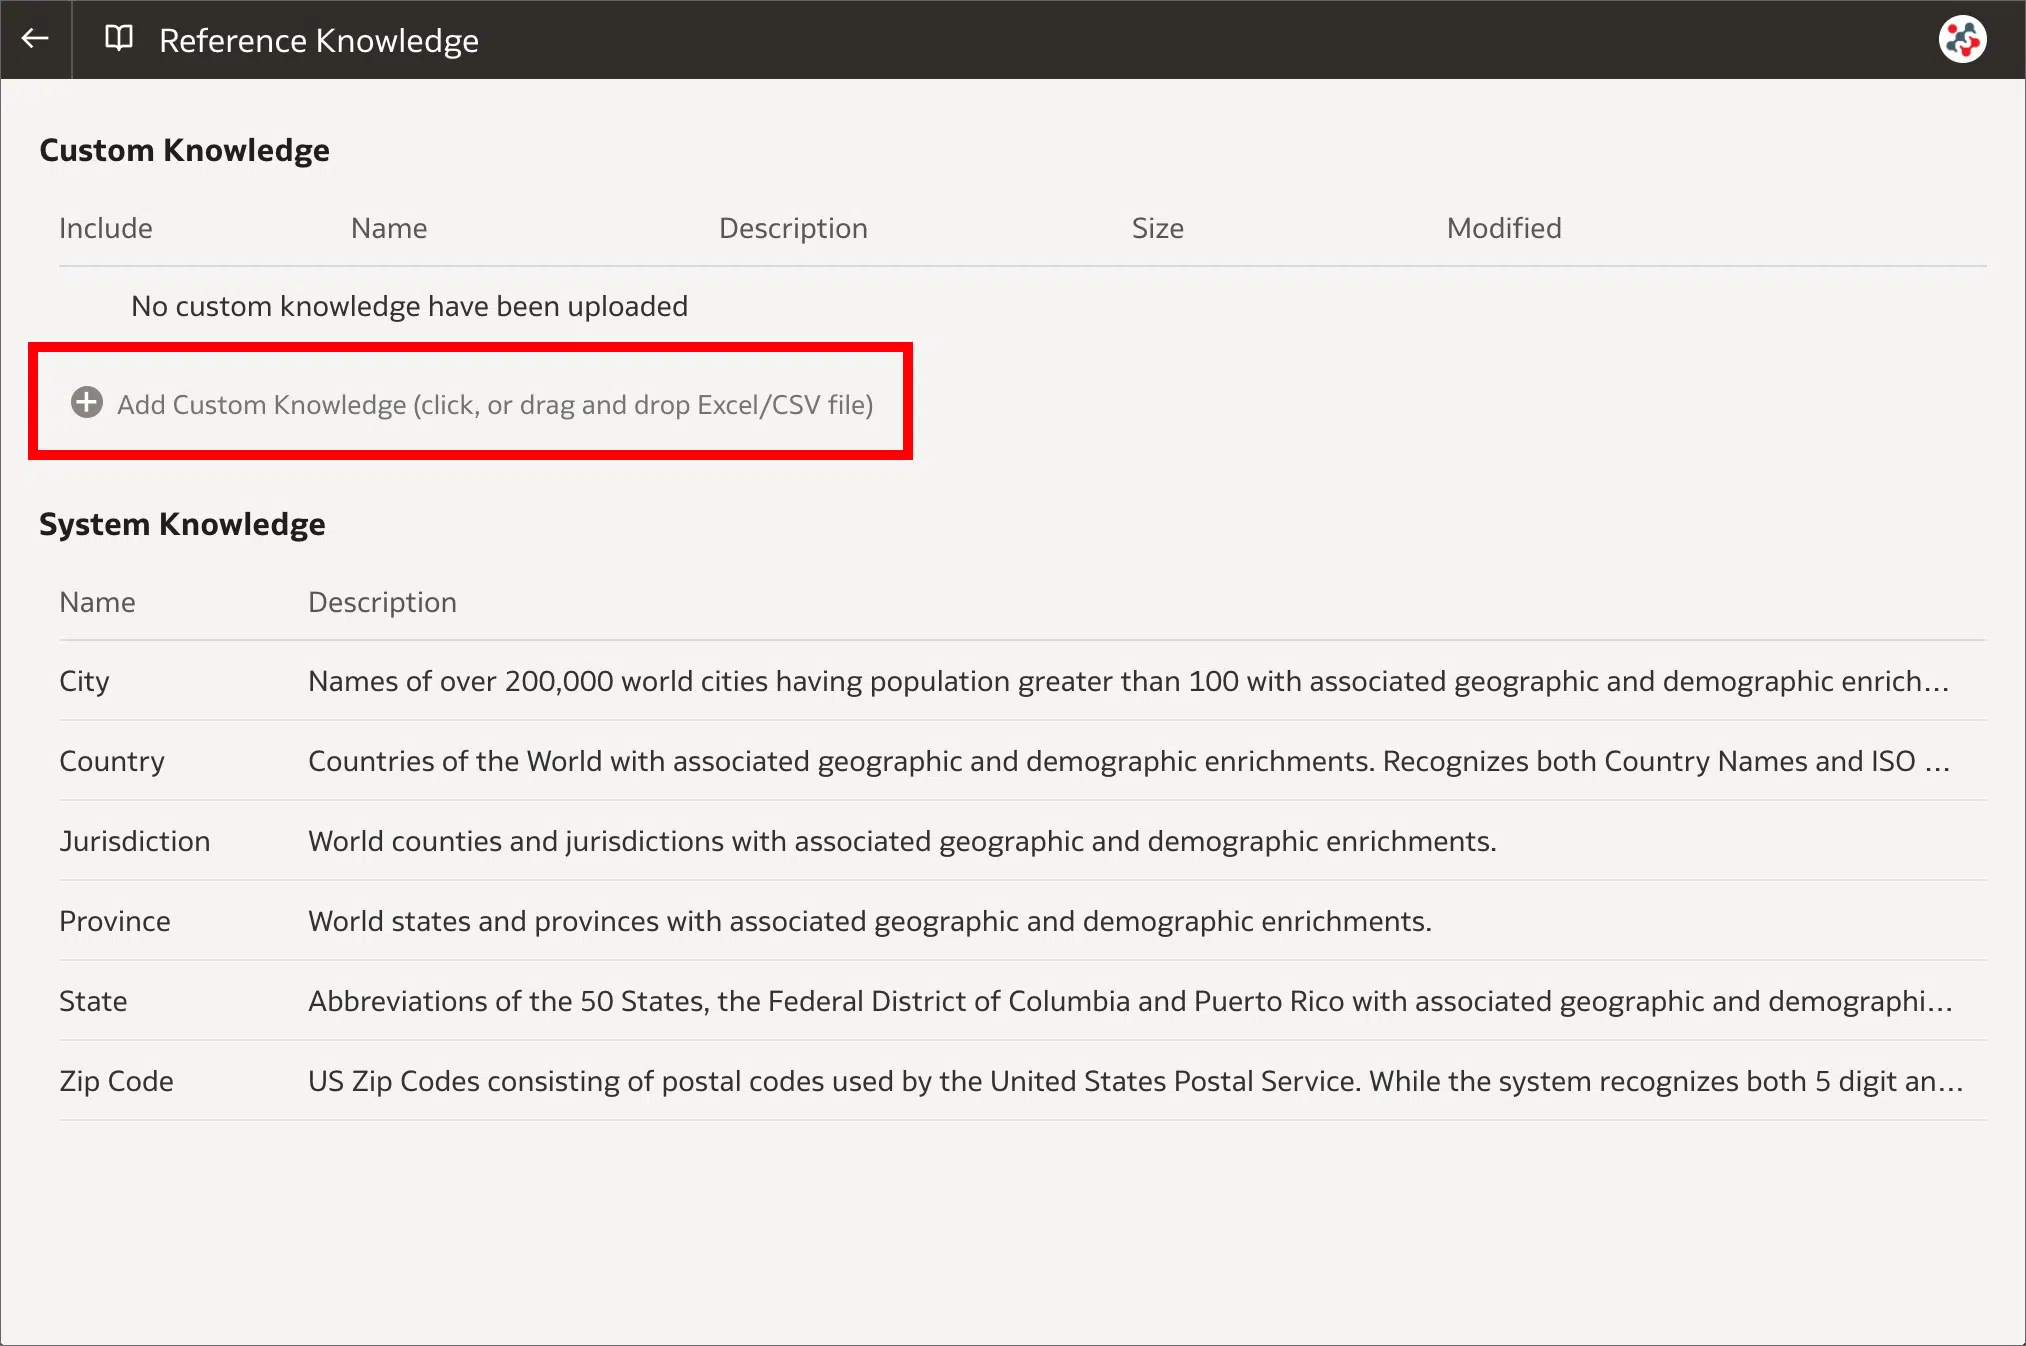 Reference Knowledge
Custom Knowledge
Include Name Description Size Modified
No custom knowledge have been uploaded
Add Custom Knowledge (click, or drag and drop Excel/CSV file)
System Knowledge
Name Description
City Names of over 200,000 world cities having population greater than 100 with associated geographic and demographic enrich...
Country Countries of the World with associated geographic and demographic enrichments. Recognizes both Country Names and ISO ...
Jurisdiction World counties and jurisdictions with associated geographic and demographic enrichments.
Province World states and provinces with associated geographic and demographic enrichments.
State Abbreviations of the 50 States, the Federal District of Columbia and Puerto Rico with associated geographic and demographi...
Zip Code US Zip Codes consisting of postal codes used by the United States Postal Service. While the system recognizes both 5 digit an...